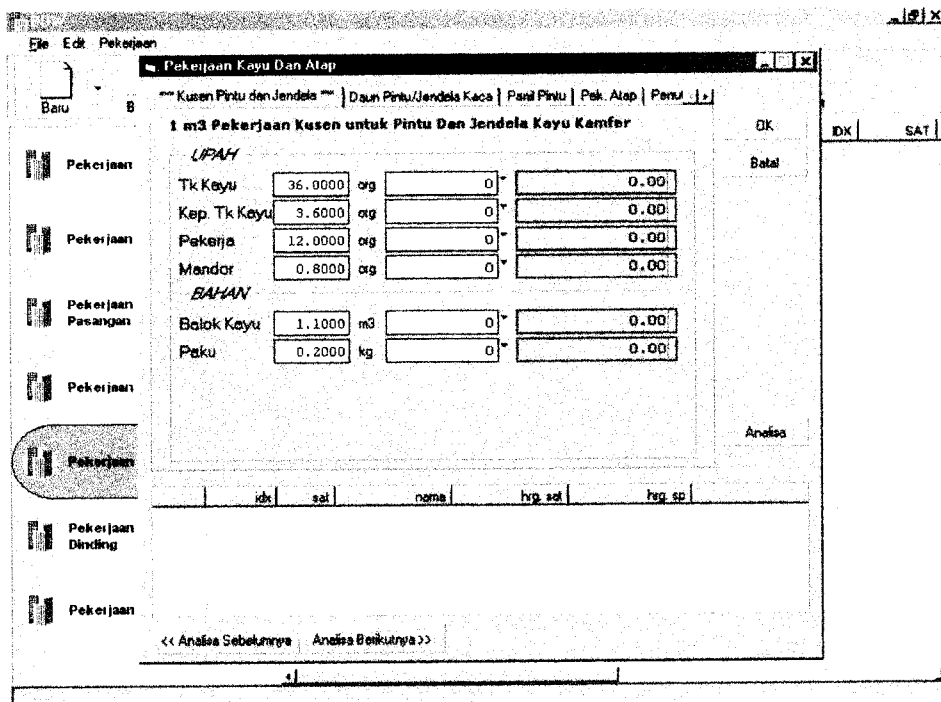 File Edit Pekerjaan
Pekerjaan Kayu Dan Atap
Baru B
*** Kusen Pintu dan Jendela *** Daun Pintu/Jendela Kaca Panil Pintu Pek. Atap Penut
1 m3 Pekerjaan Kusen untuk Pintu Dan Jendela Kayu Kamfer
OK
IDX SAT
UPAH
Batal
Pekerjaan
Tk Kayu 36.0000 org 0 0.00
Kep. Tk Kayu 3.6000 org 0 0.00
Pekerjaan
Pekerja 12.0000 org 0 0.00
Mandor 0.8000 org 0 0.00
BAHAN
Pekerjaan
Pasangan
Balok Kayu 1.1000 m3 0 0.00
Paku 0.2000 kg 0 0.00
Pekerjaan
Analisa
Pekerjaan
idx sat nama hrg. sat hrg. sp
Pekerjaan
Dinding
Pekerjaan
<< Analisa Sebelumnya Analisa Berikutnya >>